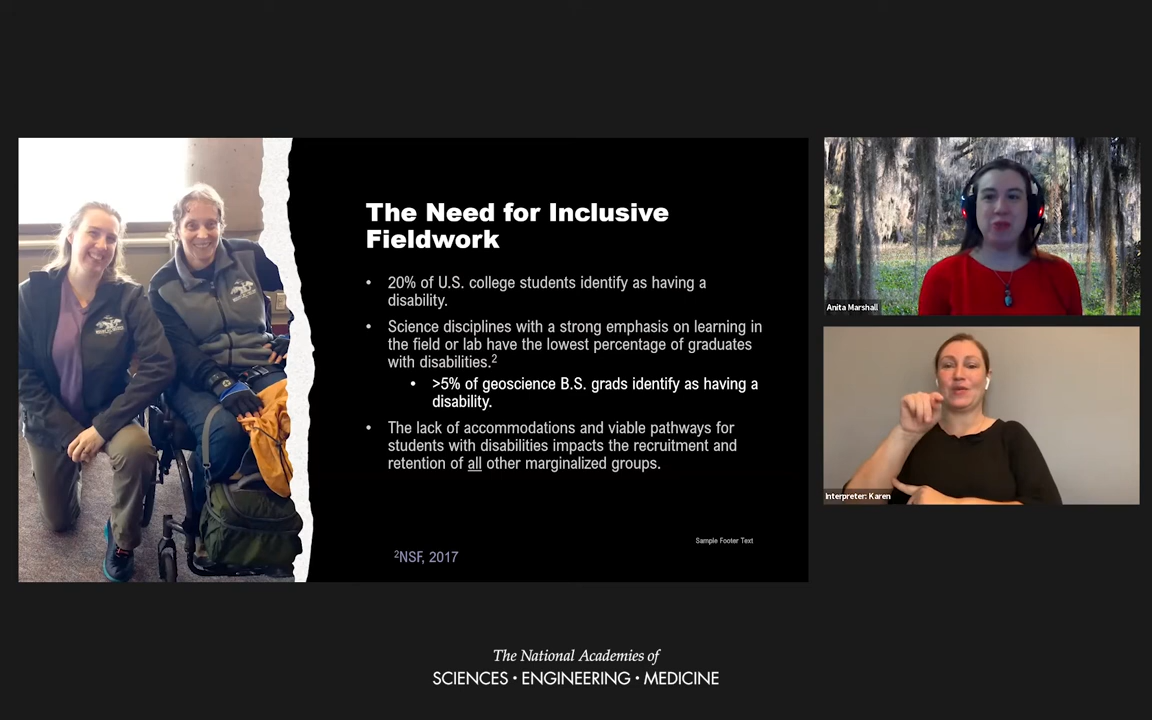 The Need for Inclusive
Fieldwork
• 20% of U.S. college students identify as having a
disability.
• Science disciplines with a strong emphasis on learning in
the field or lab have the lowest percentage of graduates
with disabilities.²
• >5% of geoscience B.S. grads identify as having a
disability.
• The lack of accommodations and viable pathways for
students with disabilities impacts the recruitment and
retention of all other marginalized groups.
Sample Footer Text
²NSF, 2017
Anita Marshall
Interpreter: Karen
The National Academies of
SCIENCES • ENGINEERING • MEDICINE